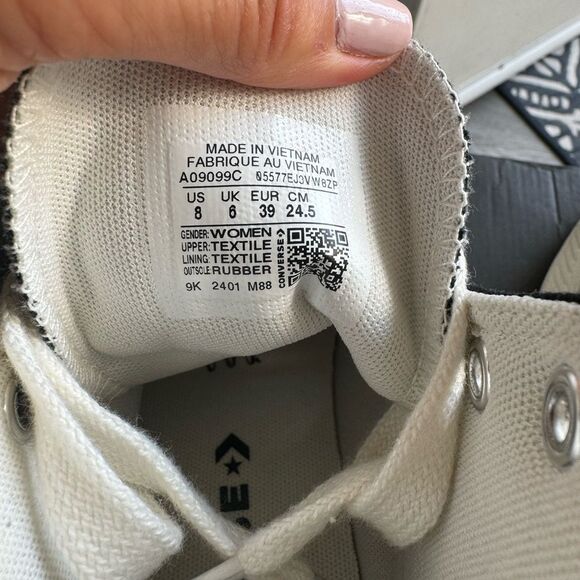 MADE IN VIETNAM
FABRIQUE AU VIETNAM
A09099C 05577EJ3VW8ZP
US UK EUR CM
8 6 39 24.5
GENDER: WOMEN
UPPER: TEXTILE
LINING: TEXTILE
OUTSOLE: RUBBER
CONVERSE
9K 2401 M88